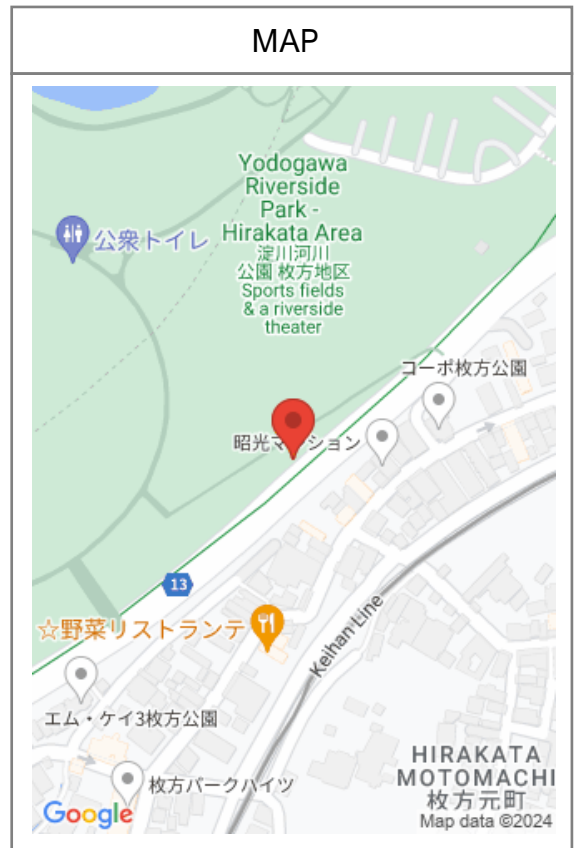 MAP
Yodogawa
Riverside
Park -
Hirakata Area
淀川河川
公園 枚方地区
Sports fields
& a riverside
theater
公衆トイレ
コーポ枚方公園
昭光マンション
13
☆野菜リストランテ
Keihan Line
エム・ケイ3枚方公園
HIRAKATA
MOTOMACHI
枚方元町
枚方パークハイツ
Google
Map data ©2024